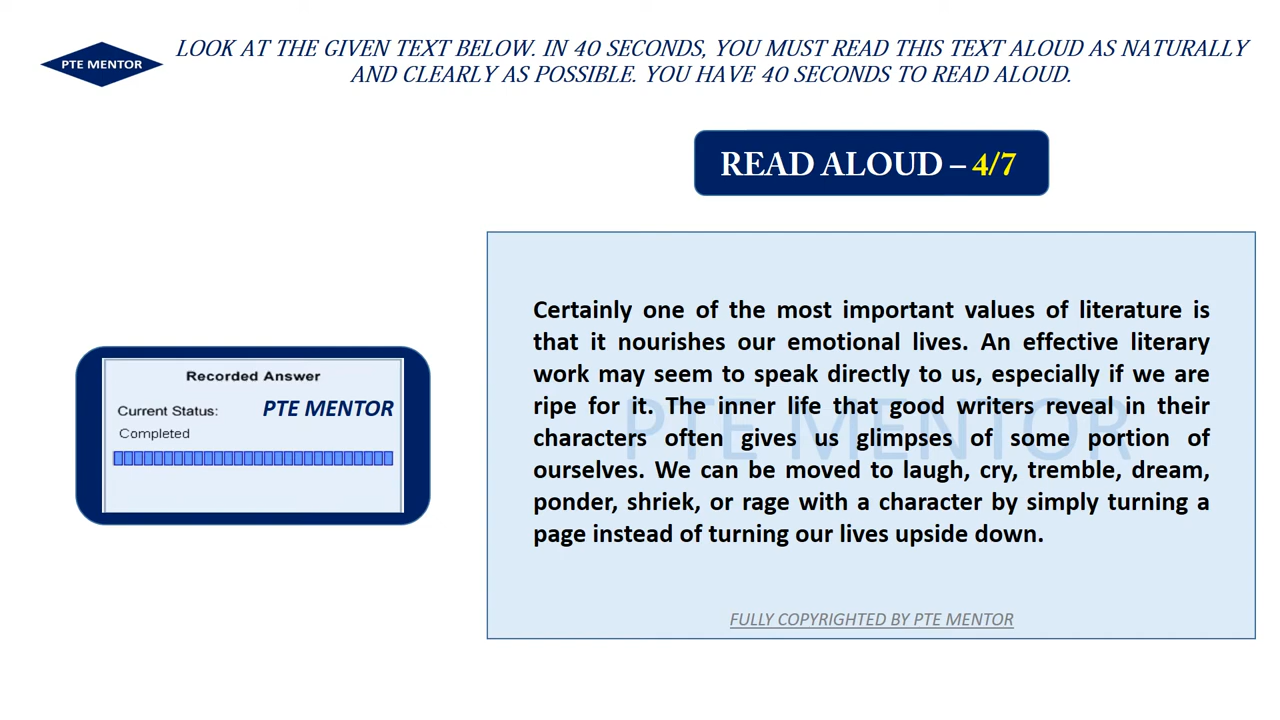 PTE MENTOR
LOOK AT THE GIVEN TEXT BELOW. IN 40 SECONDS, YOU MUST READ THIS TEXT ALOUD AS NATURALLY
AND CLEARLY AS POSSIBLE. YOU HAVE 40 SECONDS TO READ ALOUD.
READ ALOUD – 4/7
Recorded Answer
Current Status:
PTE MENTOR
Completed
Certainly one of the most important values of literature is
that it nourishes our emotional lives. An effective literary
work may seem to speak directly to us, especially if we are
ripe for it. The inner life that good writers reveal in their
characters often gives us glimpses of some portion of
ourselves. We can be moved to laugh, cry, tremble, dream,
ponder, shriek, or rage with a character by simply turning a
page instead of turning our lives upside down.
PTE MENTOR
FULLY COPYRIGHTED BY PTE MENTOR